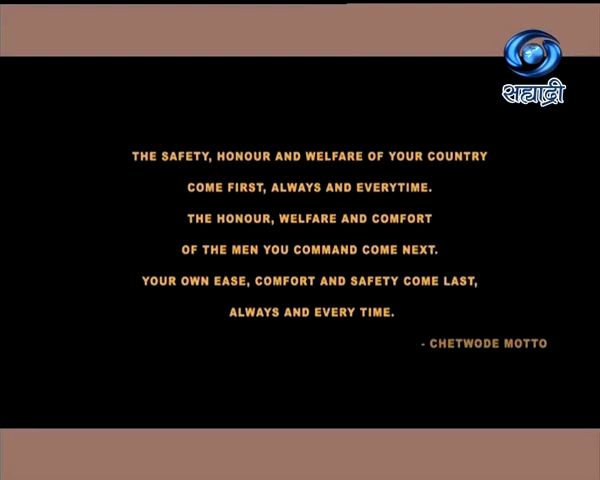 सह्याद्री
THE SAFETY, HONOUR AND WELFARE OF YOUR COUNTRY
COME FIRST, ALWAYS AND EVERYTIME.
THE HONOUR, WELFARE AND COMFORT
OF THE MEN YOU COMMAND COME NEXT.
YOUR OWN EASE, COMFORT AND SAFETY COME LAST,
ALWAYS AND EVERY TIME.
- CHETWODE MOTTO